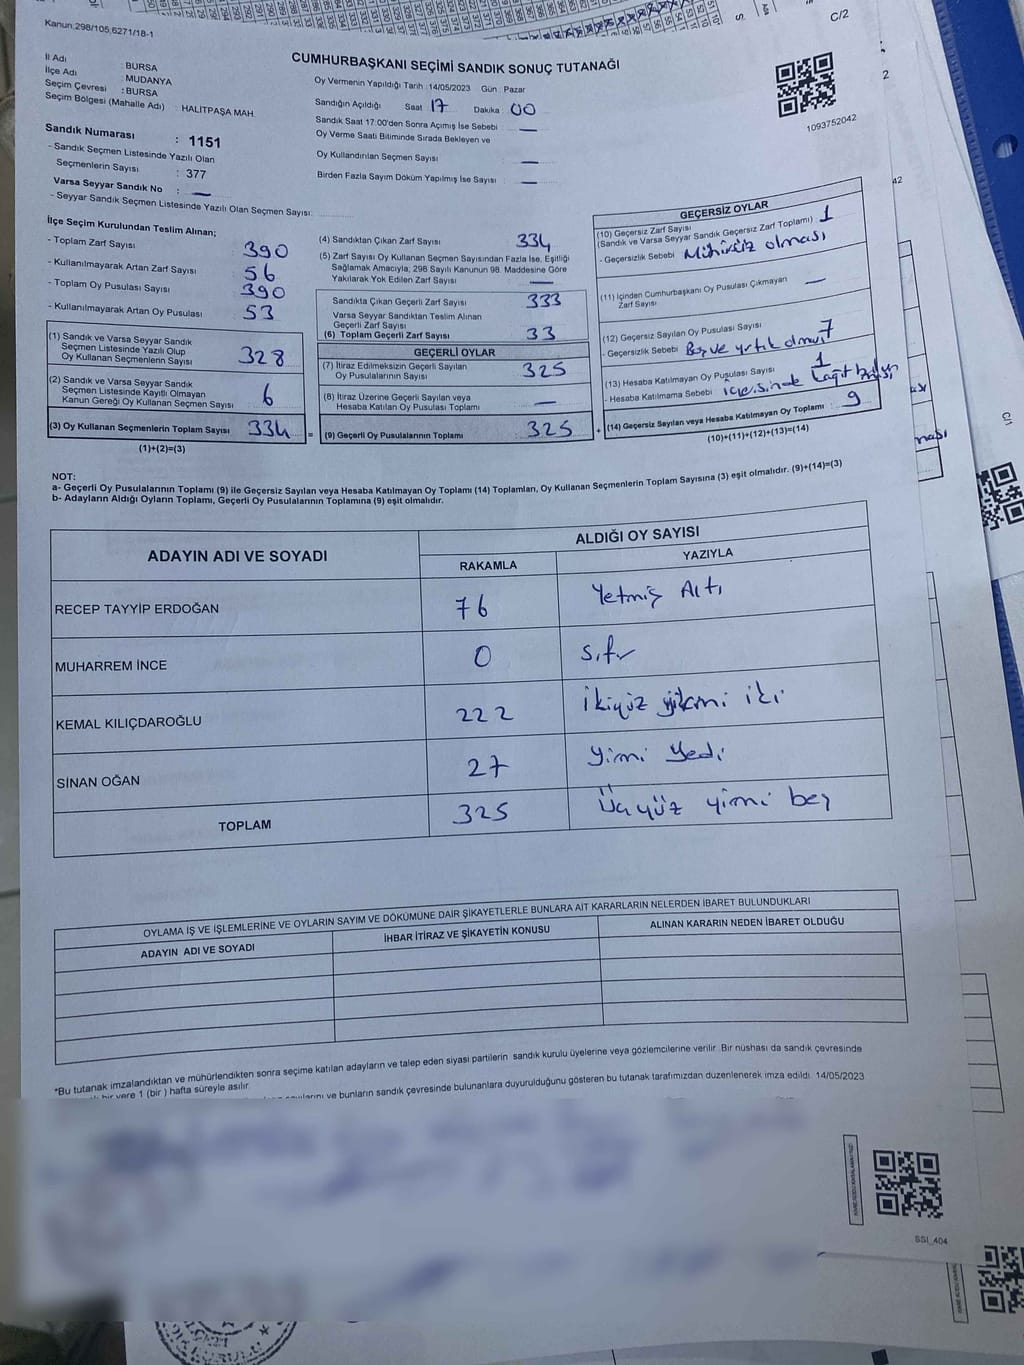 Kanun:298/105,6271/18-1
C/2
CUMHURBAŞKANI SEÇİMİ SANDIK SONUÇ TUTANAĞI
İl Adı : BURSA
İlçe Adı : MUDANYA
Seçim Çevresi : BURSA
Seçim Bölgesi (Mahalle Adı) : HALİTPAŞA MAH.
Sandık Numarası : 1151
- Sandık Seçmen Listesinde Yazılı Olan
Seçmenlerin Sayısı : 377
Varsa Seyyar Sandık No : —
- Seyyar Sandık Seçmen Listesinde Yazılı Olan Seçmen Sayısı:
Oy Vermenin Yapıldığı Tarih : 14/05/2023 Gün : Pazar
Sandığın Açıldığı Saat 17 Dakika : 00
Sandık Saat 17:00'den Sonra Açımış İse Sebebi : —
Oy Verme Saati Bitiminde Sırada Bekleyen ve
Oy Kullandırılan Seçmen Sayısı —
Birden Fazla Sayım Döküm Yapılmış İse Sayısı : —
1093752042
İlçe Seçim Kurulundan Teslim Alınan;
- Toplam Zarf Sayısı : 390
- Kullanılmayarak Artan Zarf Sayısı : 56
- Toplam Oy Pusulası Sayısı : 390
- Kullanılmayarak Artan Oy Pusulası : 53
(1) Sandık ve Varsa Seyyar Sandık
Seçmen Listesinde Yazılı Olup
Oy Kullanan Seçmenlerin Sayısı : 328
(2) Sandık ve Varsa Seyyar Sandık
Seçmen Listesinde Kayıtlı Olmayan
Kanun Gereği Oy Kullanan Seçmen Sayısı : 6
(3) Oy Kullanan Seçmenlerin Toplam Sayısı : 334 =
(1)+(2)=(3)
(4) Sandıktan Çıkan Zarf Sayısı : 334
(5) Zarf Sayısı Oy Kullanan Seçmen Sayısından Fazla İse, Eşitliği
Sağlamak Amacıyla, 298 Sayılı Kanunun 98. Maddesine Göre
Yakılarak Yok Edilen Zarf Sayısı : —
Sandıkta Çıkan Geçerli Zarf Sayısı : 333
Varsa Seyyar Sandıktan Teslim Alınan
Geçerli Zarf Sayısı
(6) Toplam Geçerli Zarf Sayısı : 33
GEÇERLİ OYLAR
(7) İtiraz Edilmeksizin Geçerli Sayılan
Oy Pusulalarının Sayısı : 325
(8) İtiraz Üzerine Geçerli Sayılan veya
Hesaba Katılan Oy Pusulası Toplamı : —
(9) Geçerli Oy Pusulalarının Toplamı : 325 +
GEÇERSİZ OYLAR
(10) Geçersiz Zarf Sayısı
(Sandık ve Varsa Seyyar Sandık Geçersiz Zarf Toplamı) : 1
- Geçersizlik Sebebi : Mühürsüz olması
(11) İçinden Cumhurbaşkanı Oy Pusulası Çıkmayan
Zarf Sayısı : —
(12) Geçersiz Sayılan Oy Pusulası Sayısı : 7
- Geçersizlik Sebebi : Boş ve yırtık olması
(13) Hesaba Katılmayan Oy Pusulası Sayısı : 1
- Hesaba Katılmama Sebebi : içerisinde kağıt
(14) Geçersiz Sayılan veya Hesaba Katılmayan Oy Toplamı : 9
(10)+(11)+(12)+(13)=(14)
NOT:
a- Geçerli Oy Pusulalarının Toplamı (9) ile Geçersiz Sayılan veya Hesaba Katılmayan Oy Toplamı (14) Toplamları, Oy Kullanan Seçmenlerin Toplam Sayısına (3) eşit olmalıdır. (9)+(14)=(3)
b- Adayların Aldığı Oyların Toplamı, Geçerli Oy Pusulalarının Toplamına (9) eşit olmalıdır.
ADAYIN ADI VE SOYADI ALDIĞI OY SAYISI
RAKAMLA YAZIYLA
RECEP TAYYİP ERDOĞAN 76 Yetmiş Altı
MUHARREM İNCE 0 Sıfır
KEMAL KILIÇDAROĞLU 222 İkiyüz yirmi iki
SİNAN OĞAN 27 Yirmi Yedi
TOPLAM 325 Üçyüz yirmi beş
OYLAMA İŞ VE İŞLEMLERİNE VE OYLARIN SAYIM VE DÖKÜMÜNE DAİR ŞİKAYETLERLE BUNLARA AİT KARARLARIN NELERDEN İBARET BULUNDUKLARI
ADAYIN ADI VE SOYADI İHBAR İTİRAZ VE ŞİKAYETİN KONUSU ALINAN KARARIN NEDEN İBARET OLDUĞU
*Bu tutanak imzalandıktan ve mühürlendikten sonra seçime katılan adayların ve talep eden siyasi partilerin sandık kurulu üyelerine veya gözlemcilerine verilir. Bir nüshası da sandık çevresinde
bir yere 1 (bir ) hafta süreyle asılır.
ve bunların sandık çevresinde bulunanlara duyurulduğunu gösteren bu tutanak tarafımızdan düzenlenerek imza edildi. 14/05/2023
SSI_404